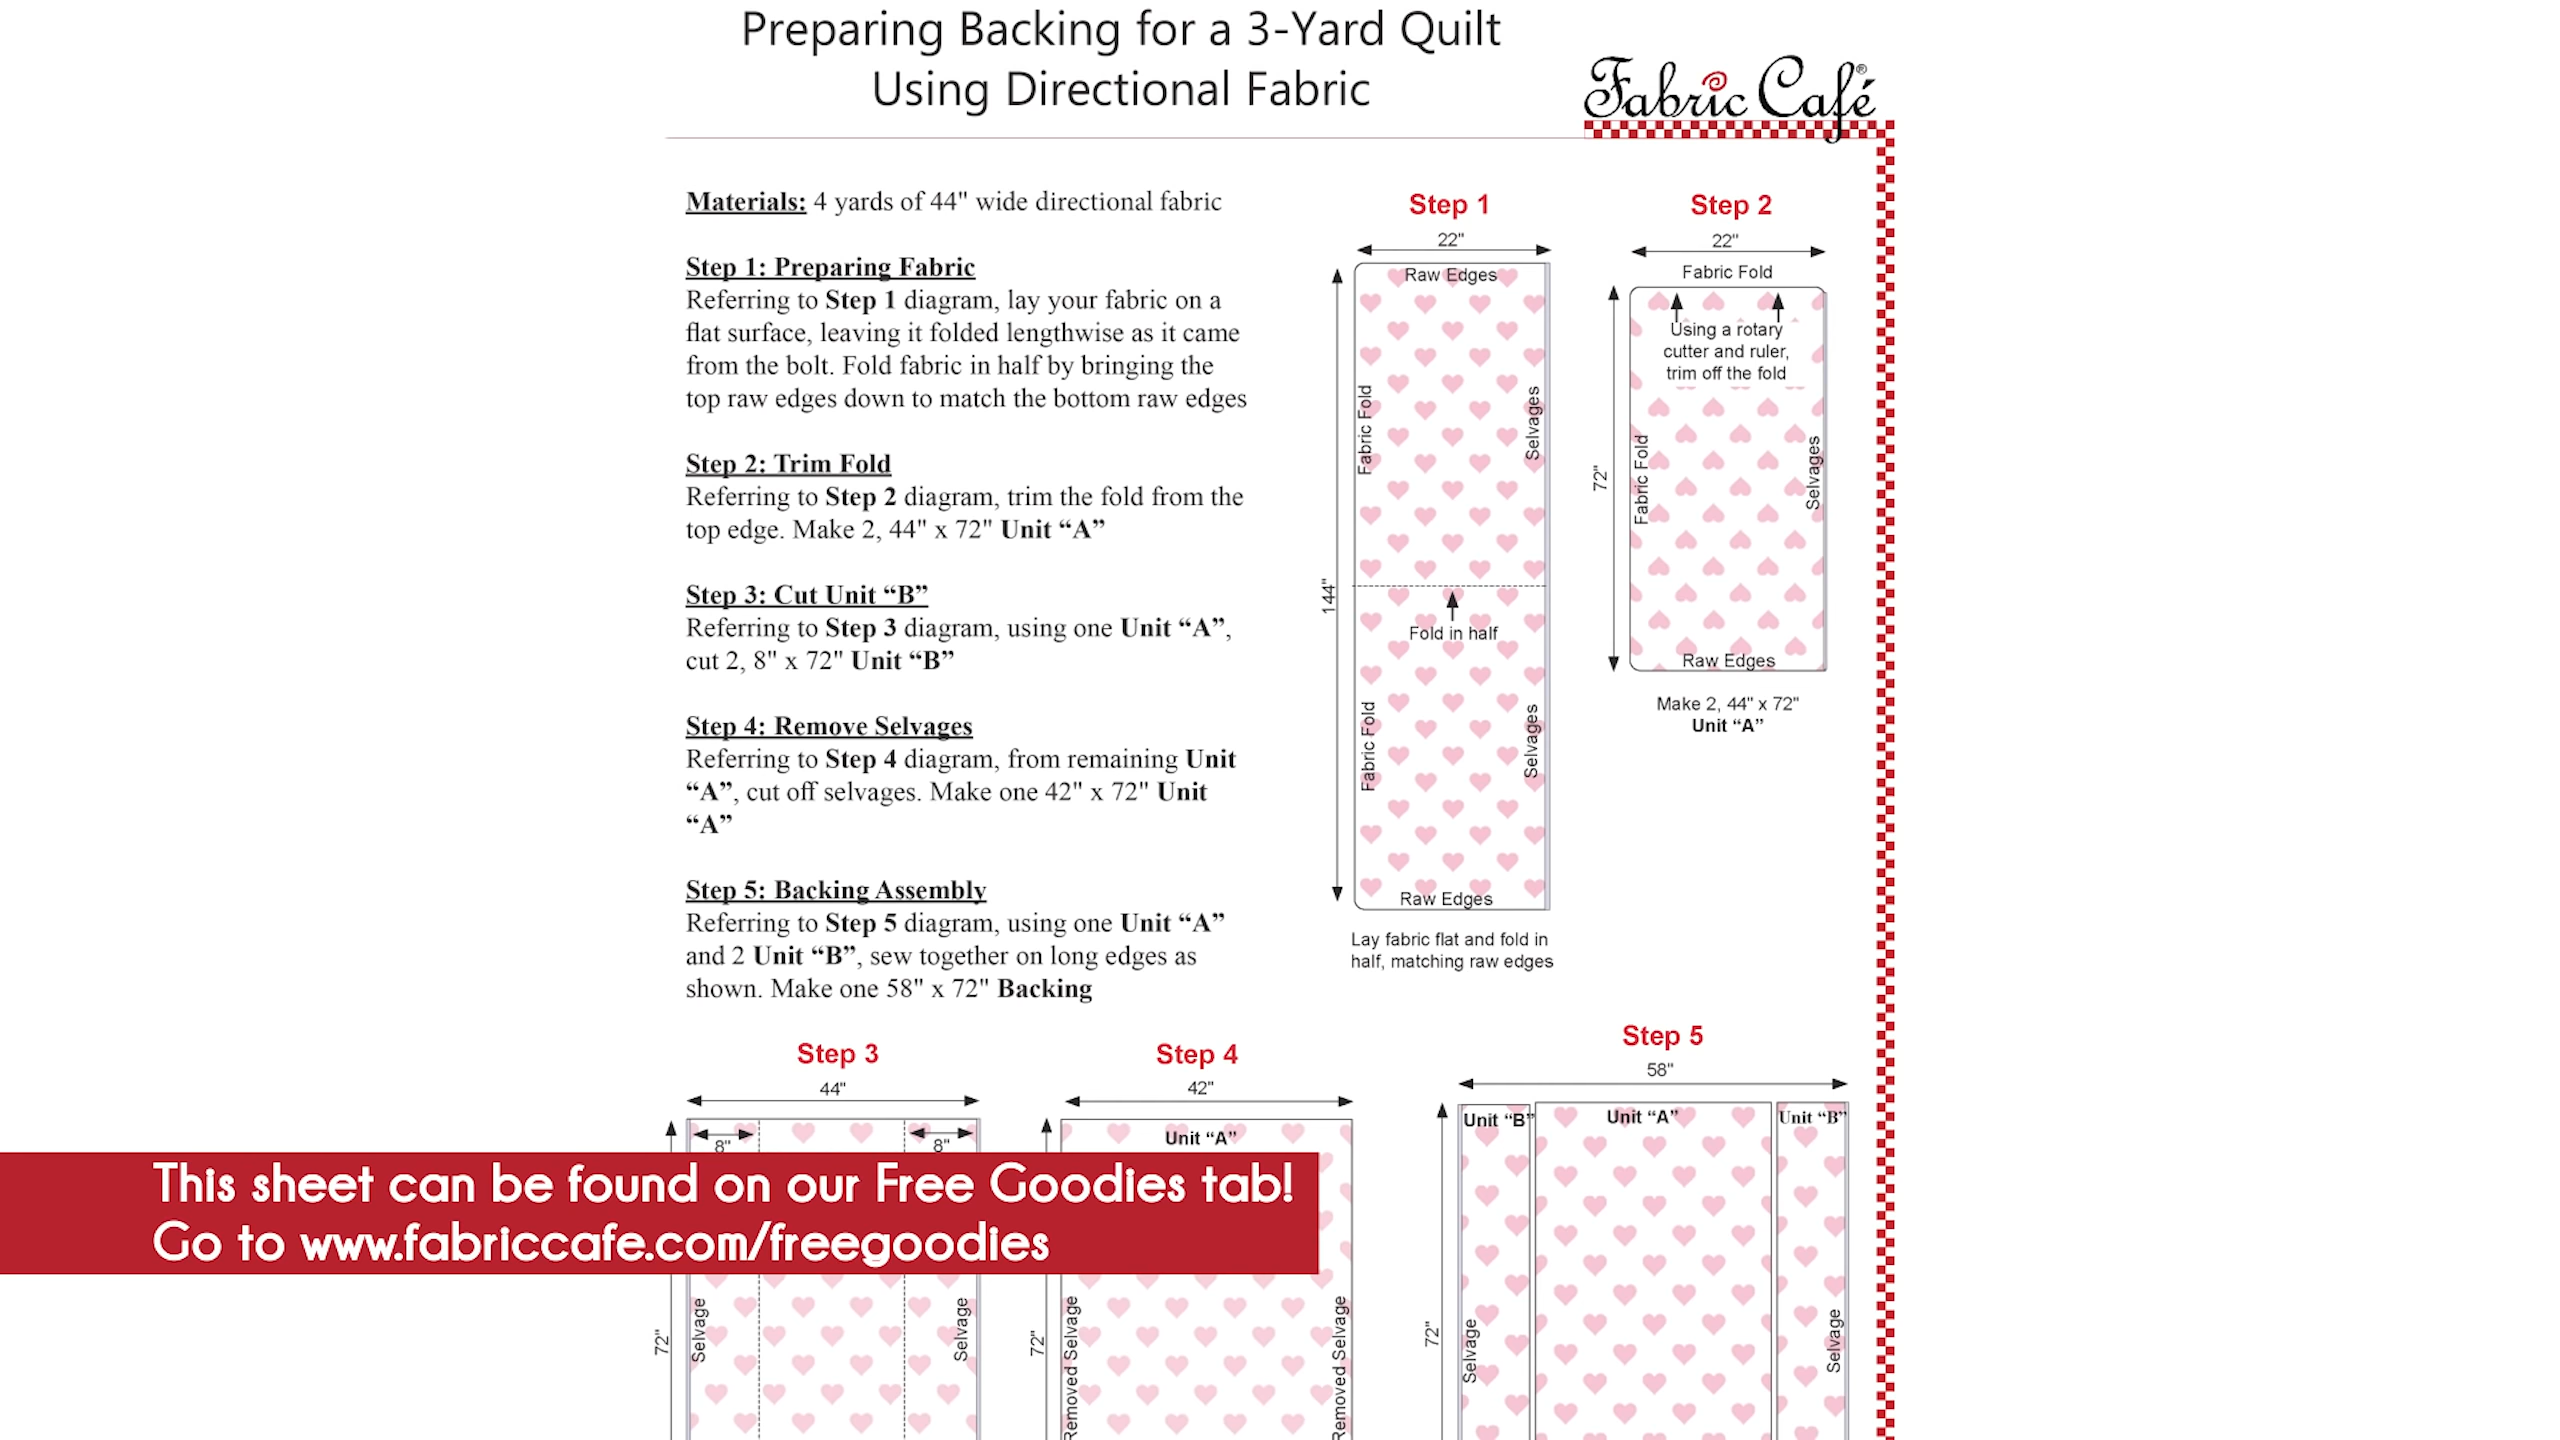 Preparing Backing for a 3-Yard Quilt
Using Directional Fabric
Fabric Café®
Materials: 4 yards of 44" wide directional fabric
Step 1: Preparing Fabric
Referring to Step 1 diagram, lay your fabric on a
flat surface, leaving it folded lengthwise as it came
from the bolt. Fold fabric in half by bringing the
top raw edges down to match the bottom raw edges
Step 2: Trim Fold
Referring to Step 2 diagram, trim the fold from the
top edge. Make 2, 44" x 72" Unit “A”
Step 3: Cut Unit “B”
Referring to Step 3 diagram, using one Unit “A”,
cut 2, 8" x 72" Unit “B”
Step 4: Remove Selvages
Referring to Step 4 diagram, from remaining Unit
“A”, cut off selvages. Make one 42" x 72" Unit
“A”
Step 5: Backing Assembly
Referring to Step 5 diagram, using one Unit “A”
and 2 Unit “B”, sew together on long edges as
shown. Make one 58" x 72" Backing
Step 1
22"
Raw Edges
Fabric Fold
Selvages
144"
Fold in half
Fabric Fold
Selvages
Raw Edges
Lay fabric flat and fold in
half, matching raw edges
Step 2
22"
Fabric Fold
Using a rotary
cutter and ruler,
trim off the fold
72"
Fabric Fold
Selvages
Raw Edges
Make 2, 44" x 72"
Unit “A”
Step 3
44"
8"
8"
72"
Selvage
Selvage
Step 4
42"
Unit “A”
72"
Removed Selvage
Removed Selvage
Step 5
58"
Unit “B”
Unit “A”
Unit “B”
72"
Selvage
Selvage
This sheet can be found on our Free Goodies tab!
Go to www.fabriccafe.com/freegoodies